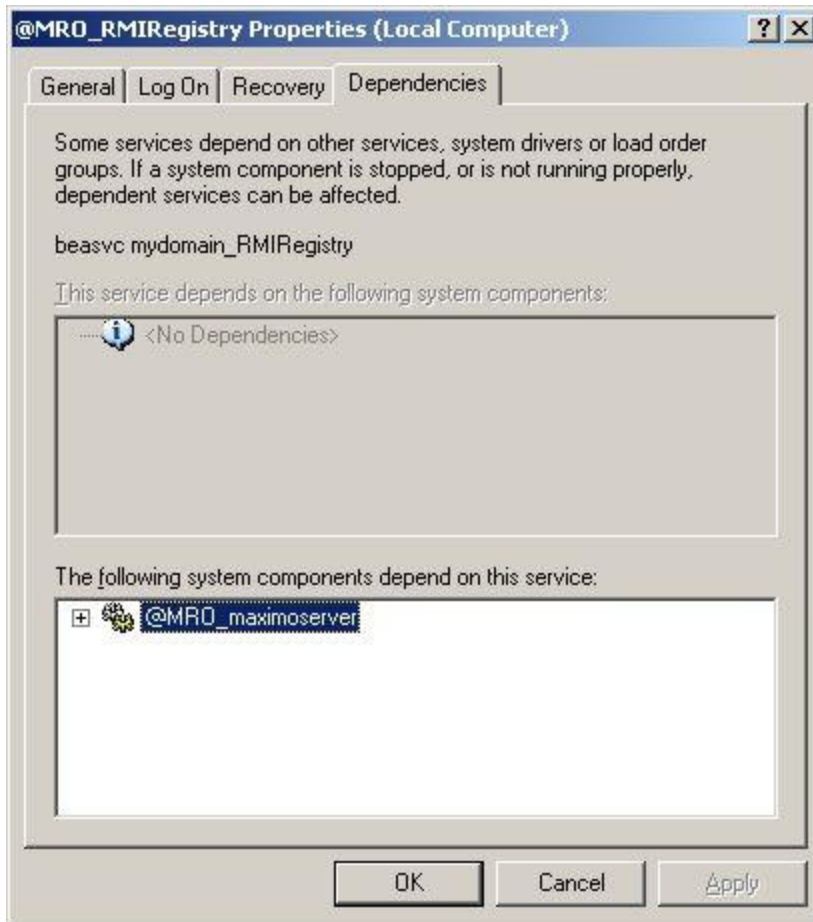 @MRO_RMIRegistry Properties (Local Computer)
General Log On Recovery Dependencies
Some services depend on other services, system drivers or load order
groups. If a system component is stopped, or is not running properly,
dependent services can be affected.
beasvc mydomain_RMIRegistry
This service depends on the following system components:
<No Dependencies>
The following system components depend on this service:
@MRO_maximoserver
OK Cancel Apply